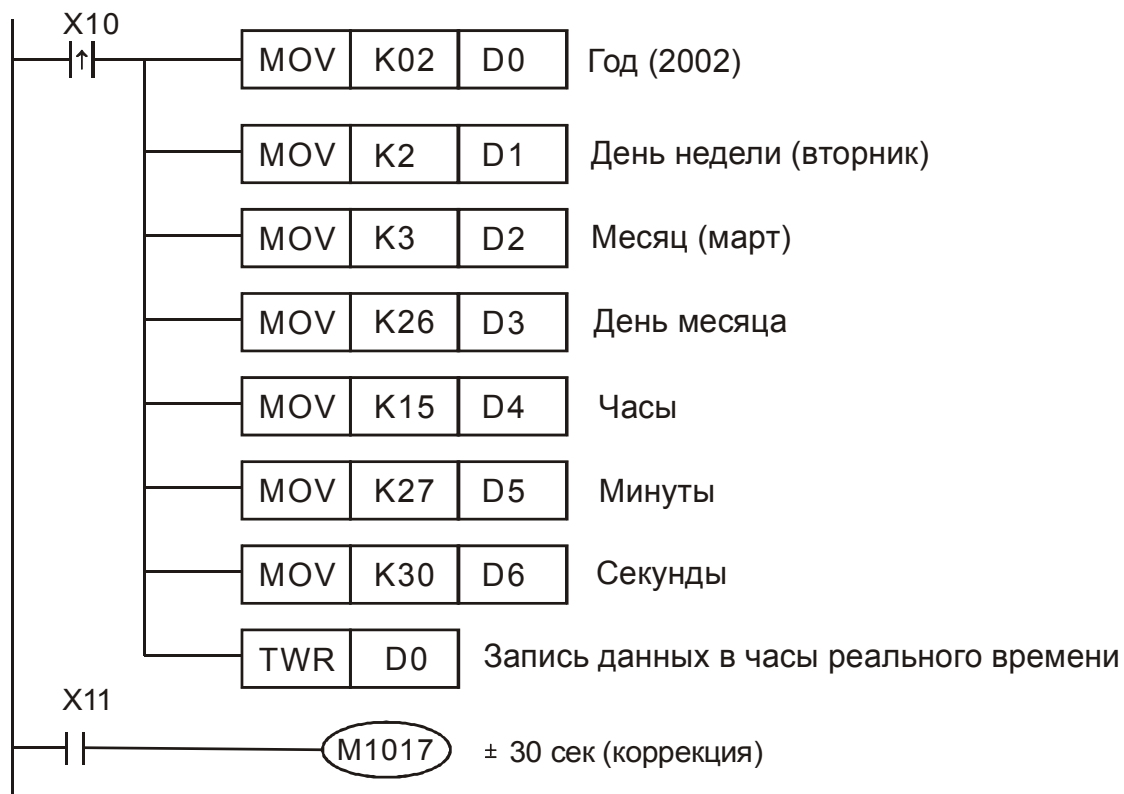 X10
MOV K02 D0 Год (2002)
MOV K2 D1 День недели (вторник)
MOV K3 D2 Месяц (март)
MOV K26 D3 День месяца
MOV K15 D4 Часы
MOV K27 D5 Минуты
MOV K30 D6 Секунды
TWR D0 Запись данных в часы реального времени
X11
M1017 ± 30 сек (коррекция)